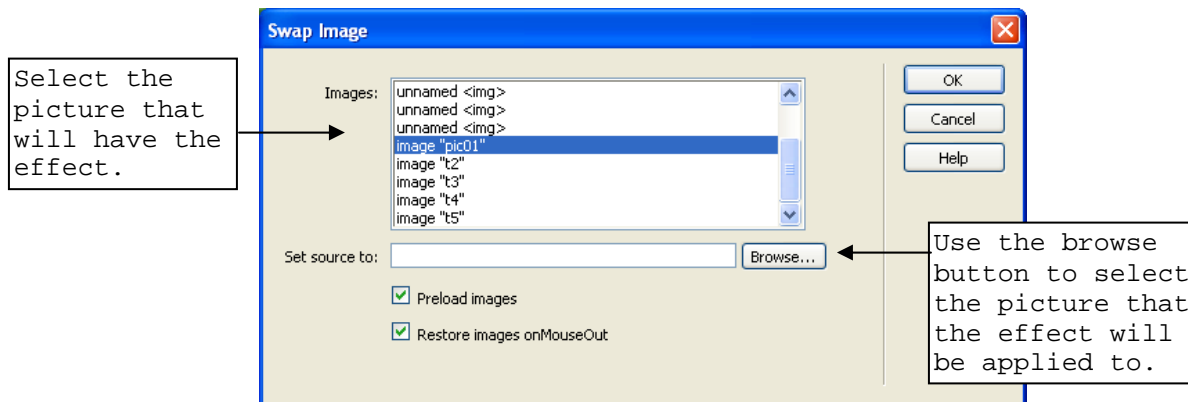 Swap Image
Select the
picture that
will have the
effect.
Images:
unnamed <img>
unnamed <img>
unnamed <img>
image "pic01"
image "t2"
image "t3"
image "t4"
image "t5"
OK
Cancel
Help
Set source to:
Browse...
Use the browse
button to select
the picture that
the effect will
be applied to.
Preload images
Restore images onMouseOut